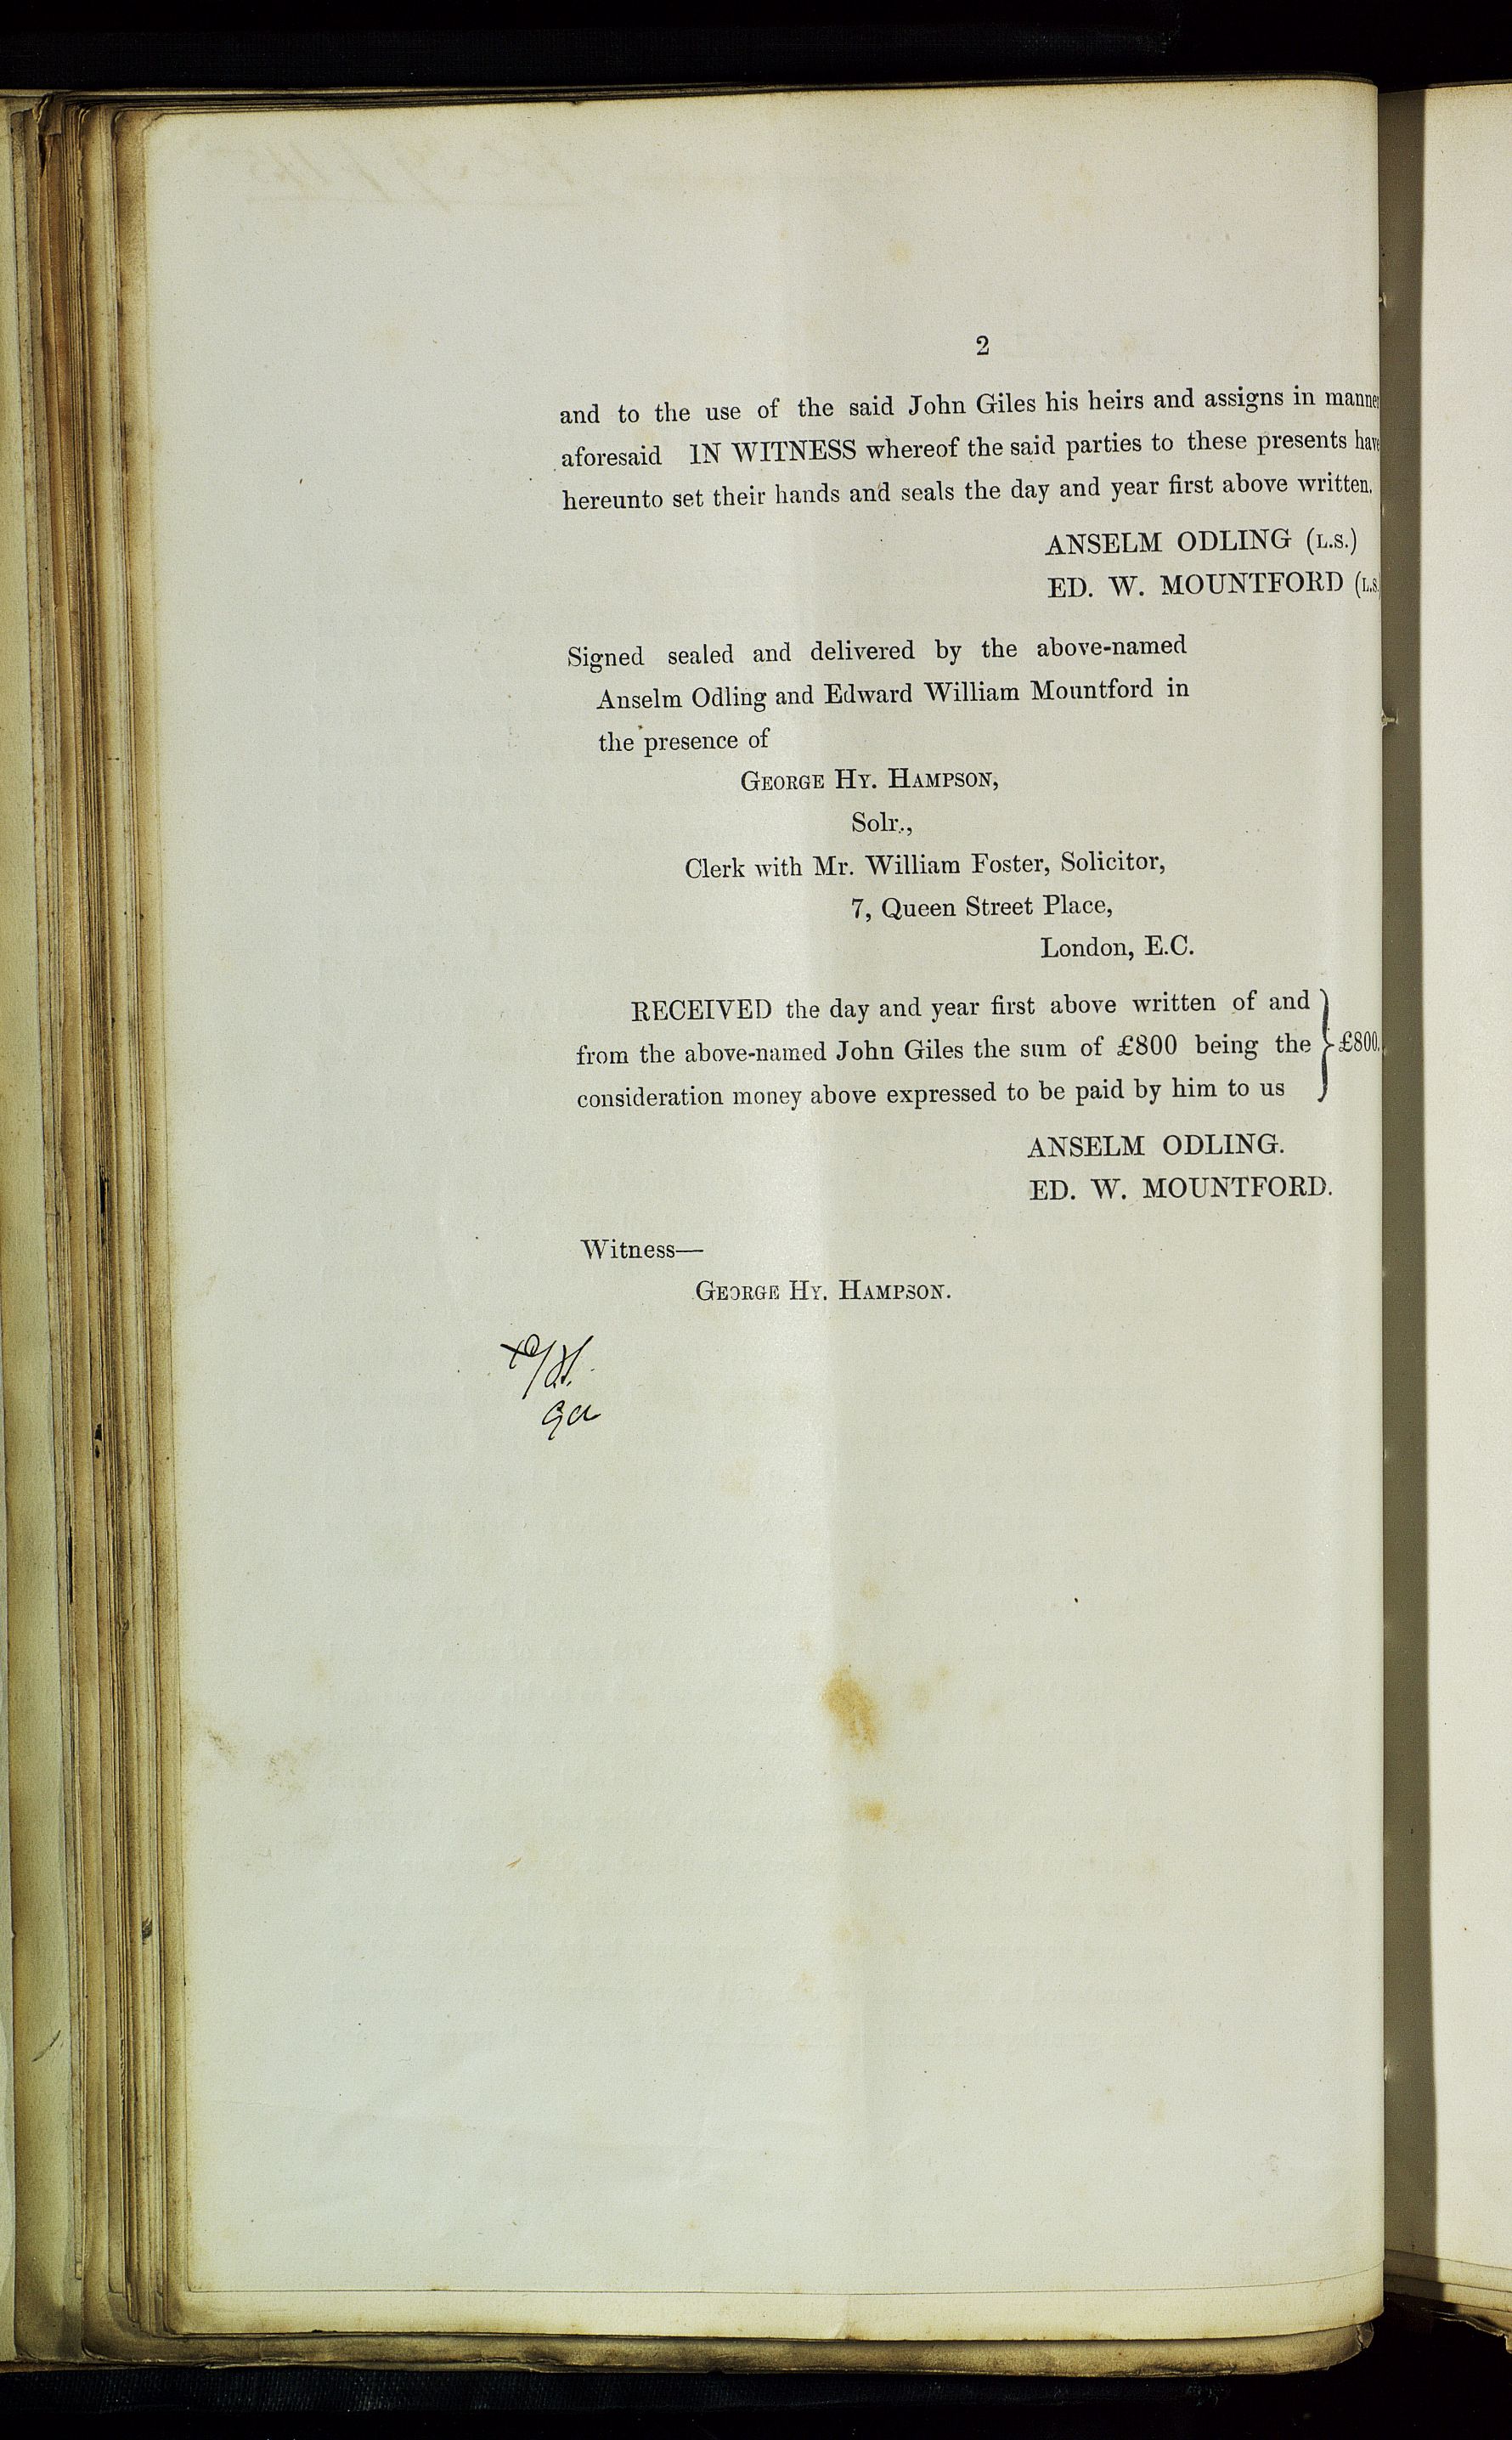 2
and to the use of the said John Giles his heirs and assigns in manner
aforesaid IN WITNESS whereof the said parties to these presents have
hereunto set their hands and seals the day and year first above written.
ANSELM ODLING (L.S.)
ED. W. MOUNTFORD (L.S.
Signed sealed and delivered by the above-named
Anselm Odling and Edward William Mountford in
the presence of
GEORGE HY. HAMPSON,
Solr.,
Clerk with Mr. William Foster, Solicitor,
7, Queen Street Place,
London, E.C.
RECEIVED the day and year first above written of and
from the above-named John Giles the sum of £800 being the } £800.
consideration money above expressed to be paid by him to us
ANSELM ODLING.
ED. W. MOUNTFORD.
Witness—
GEORGE HY. HAMPSON.